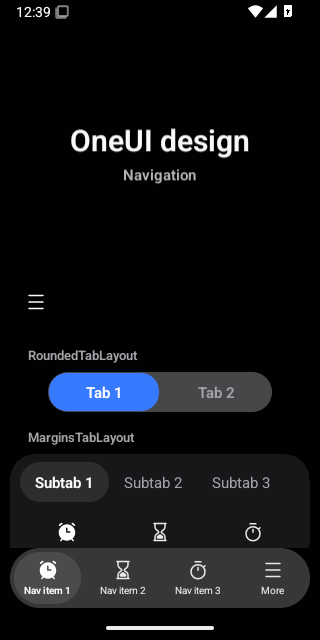 12:39
OneUI design
Navigation
RoundedTabLayout
Tab 1 Tab 2
MarginsTabLayout
Subtab 1 Subtab 2 Subtab 3
Nav item 1 Nav item 2 Nav item 3 More